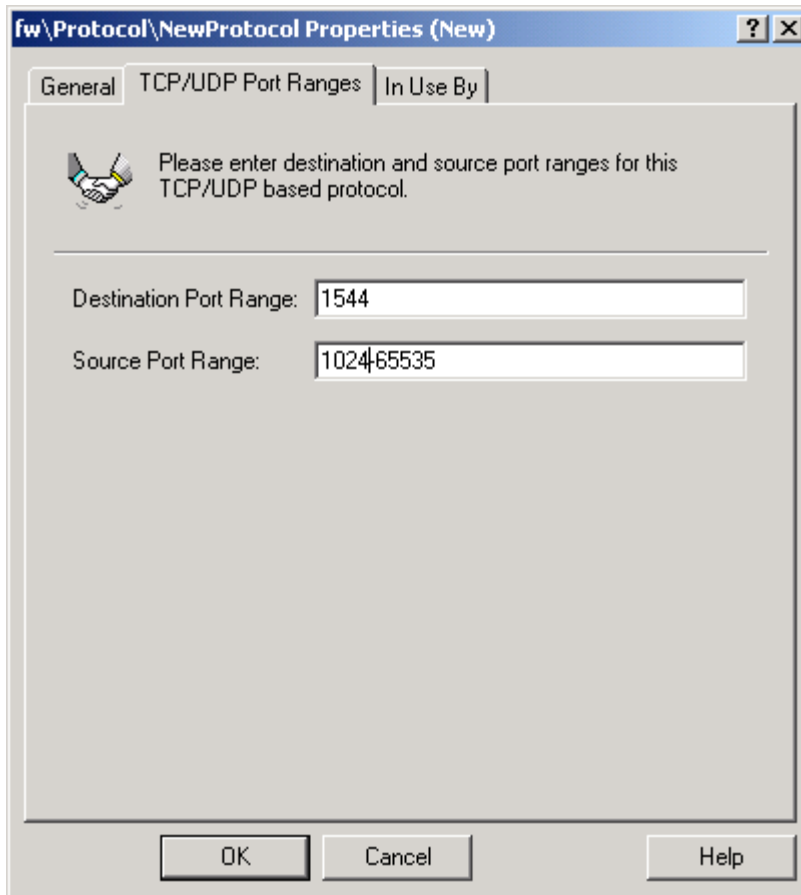 fw\Protocol\NewProtocol Properties (New)
General TCP/UDP Port Ranges In Use By
Please enter destination and source port ranges for this
TCP/UDP based protocol.
Destination Port Range: 1544
Source Port Range: 1024-65535
OK Cancel Help